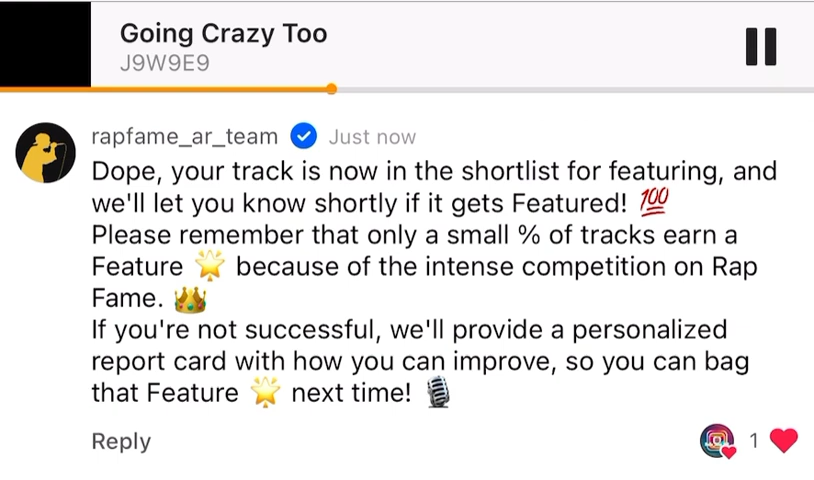 Going Crazy Too
J9W9E9
rapfame_ar_team Just now
Dope, your track is now in the shortlist for featuring, and
we'll let you know shortly if it gets Featured! 💯
Please remember that only a small % of tracks earn a
Feature 🌟 because of the intense competition on Rap
Fame. 👑
If you're not successful, we'll provide a personalized
report card with how you can improve, so you can bag
that Feature 🌟 next time! 🎙️
Reply 1